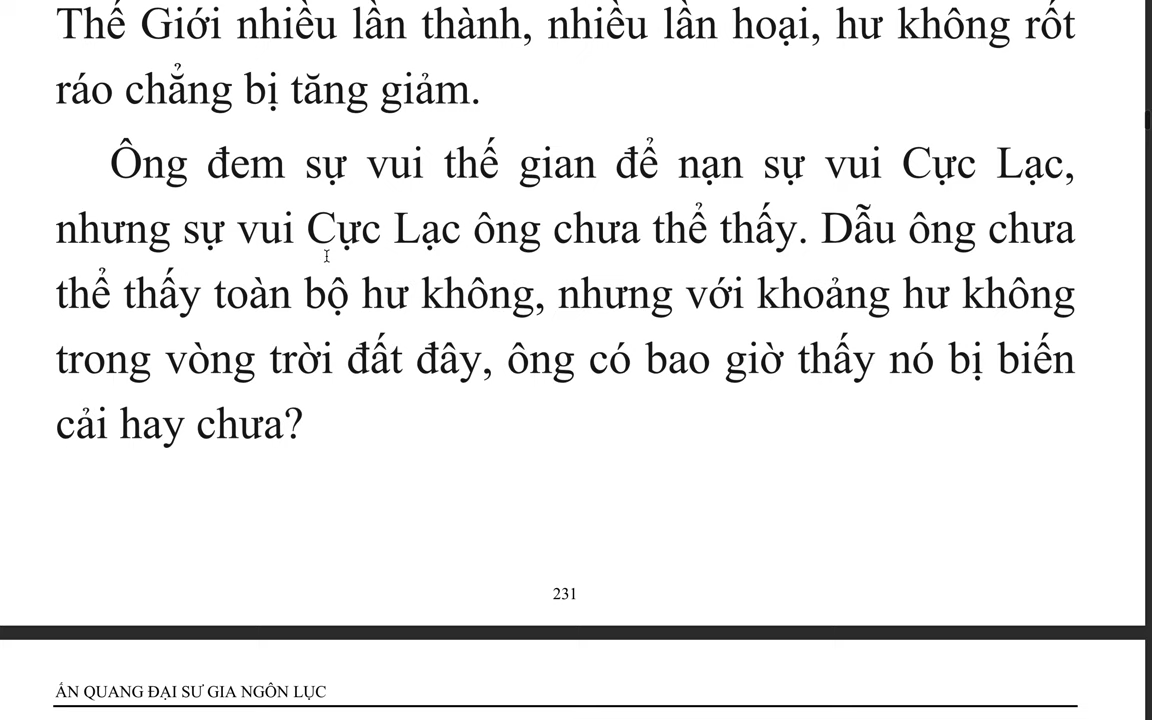 Thế Giới nhiều lần thành, nhiều lần hoại, hư không rốt
ráo chẳng bị tăng giảm.
Ông đem sự vui thế gian để nạn sự vui Cực Lạc,
nhưng sự vui Cực Lạc ông chưa thể thấy. Dẫu ông chưa
thể thấy toàn bộ hư không, nhưng với khoảng hư không
trong vòng trời đất đây, ông có bao giờ thấy nó bị biến
cải hay chưa?
231
ẤN QUANG ĐẠI SƯ GIA NGÔN LỤC